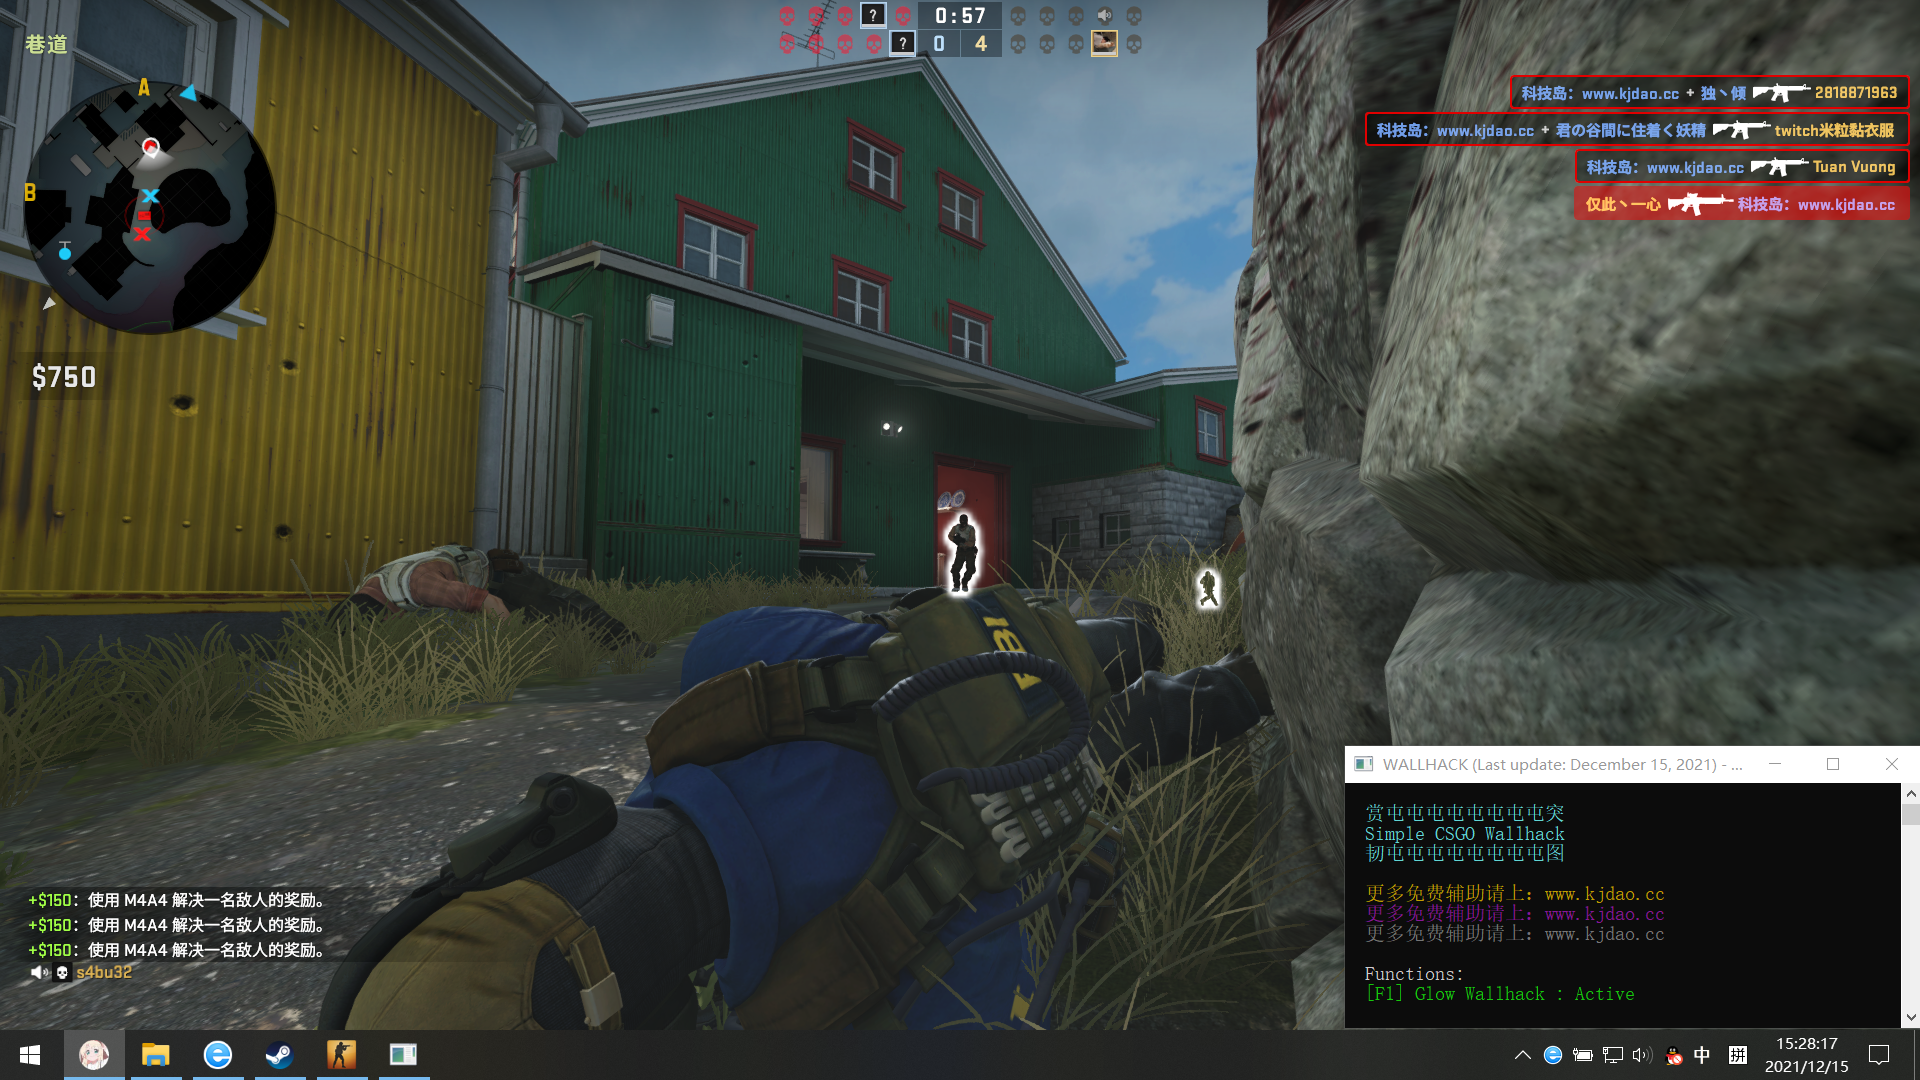 巷道
A
B
$750
?
0:57
?
0
4
科技岛：www.kjdao.cc + 独丶倾 2818871963
科技岛：www.kjdao.cc + 君の谷間に住着く妖精 twitch米粒黏衣服
科技岛：www.kjdao.cc Tuan Vuong
仅此丶一心 科技岛：www.kjdao.cc
FBI
+$150：使用 M4A4 解决一名敌人的奖励。
+$150：使用 M4A4 解决一名敌人的奖励。
+$150：使用 M4A4 解决一名敌人的奖励。
s4bu32
WALLHACK (Last update: December 15, 2021) - ...
赏屯屯屯屯屯屯屯屯突
Simple CSGO Wallhack
韧屯屯屯屯屯屯屯屯图
更多免费辅助请上：www.kjdao.cc
更多免费辅助请上：www.kjdao.cc
更多免费辅助请上：www.kjdao.cc
Functions:
[F1] Glow Wallhack : Active
中
拼
15:28:17
2021/12/15